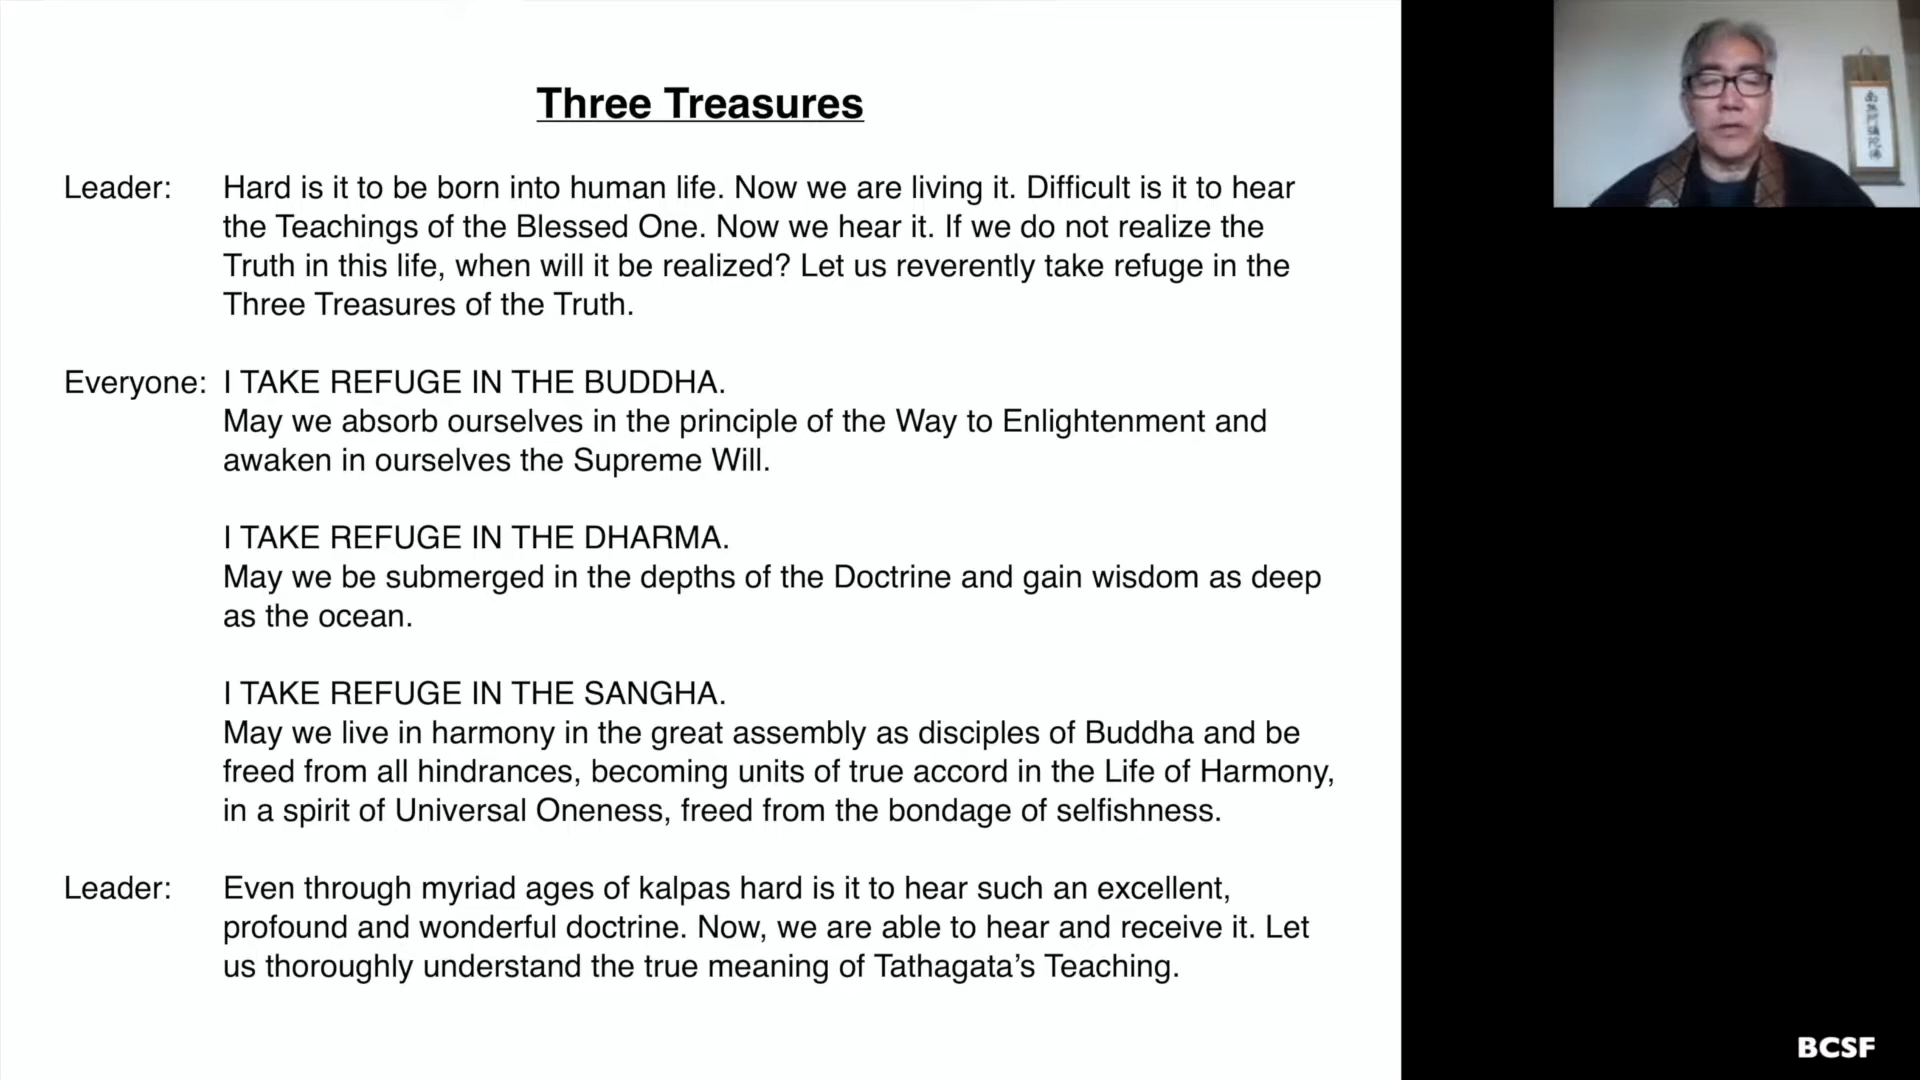 Three Treasures
Leader: Hard is it to be born into human life. Now we are living it. Difficult is it to hear
the Teachings of the Blessed One. Now we hear it. If we do not realize the
Truth in this life, when will it be realized? Let us reverently take refuge in the
Three Treasures of the Truth.
Everyone: I TAKE REFUGE IN THE BUDDHA.
May we absorb ourselves in the principle of the Way to Enlightenment and
awaken in ourselves the Supreme Will.
I TAKE REFUGE IN THE DHARMA.
May we be submerged in the depths of the Doctrine and gain wisdom as deep
as the ocean.
I TAKE REFUGE IN THE SANGHA.
May we live in harmony in the great assembly as disciples of Buddha and be
freed from all hindrances, becoming units of true accord in the Life of Harmony,
in a spirit of Universal Oneness, freed from the bondage of selfishness.
Leader: Even through myriad ages of kalpas hard is it to hear such an excellent,
profound and wonderful doctrine. Now, we are able to hear and receive it. Let
us thoroughly understand the true meaning of Tathagata’s Teaching.
南無阿彌陀佛
BCSF